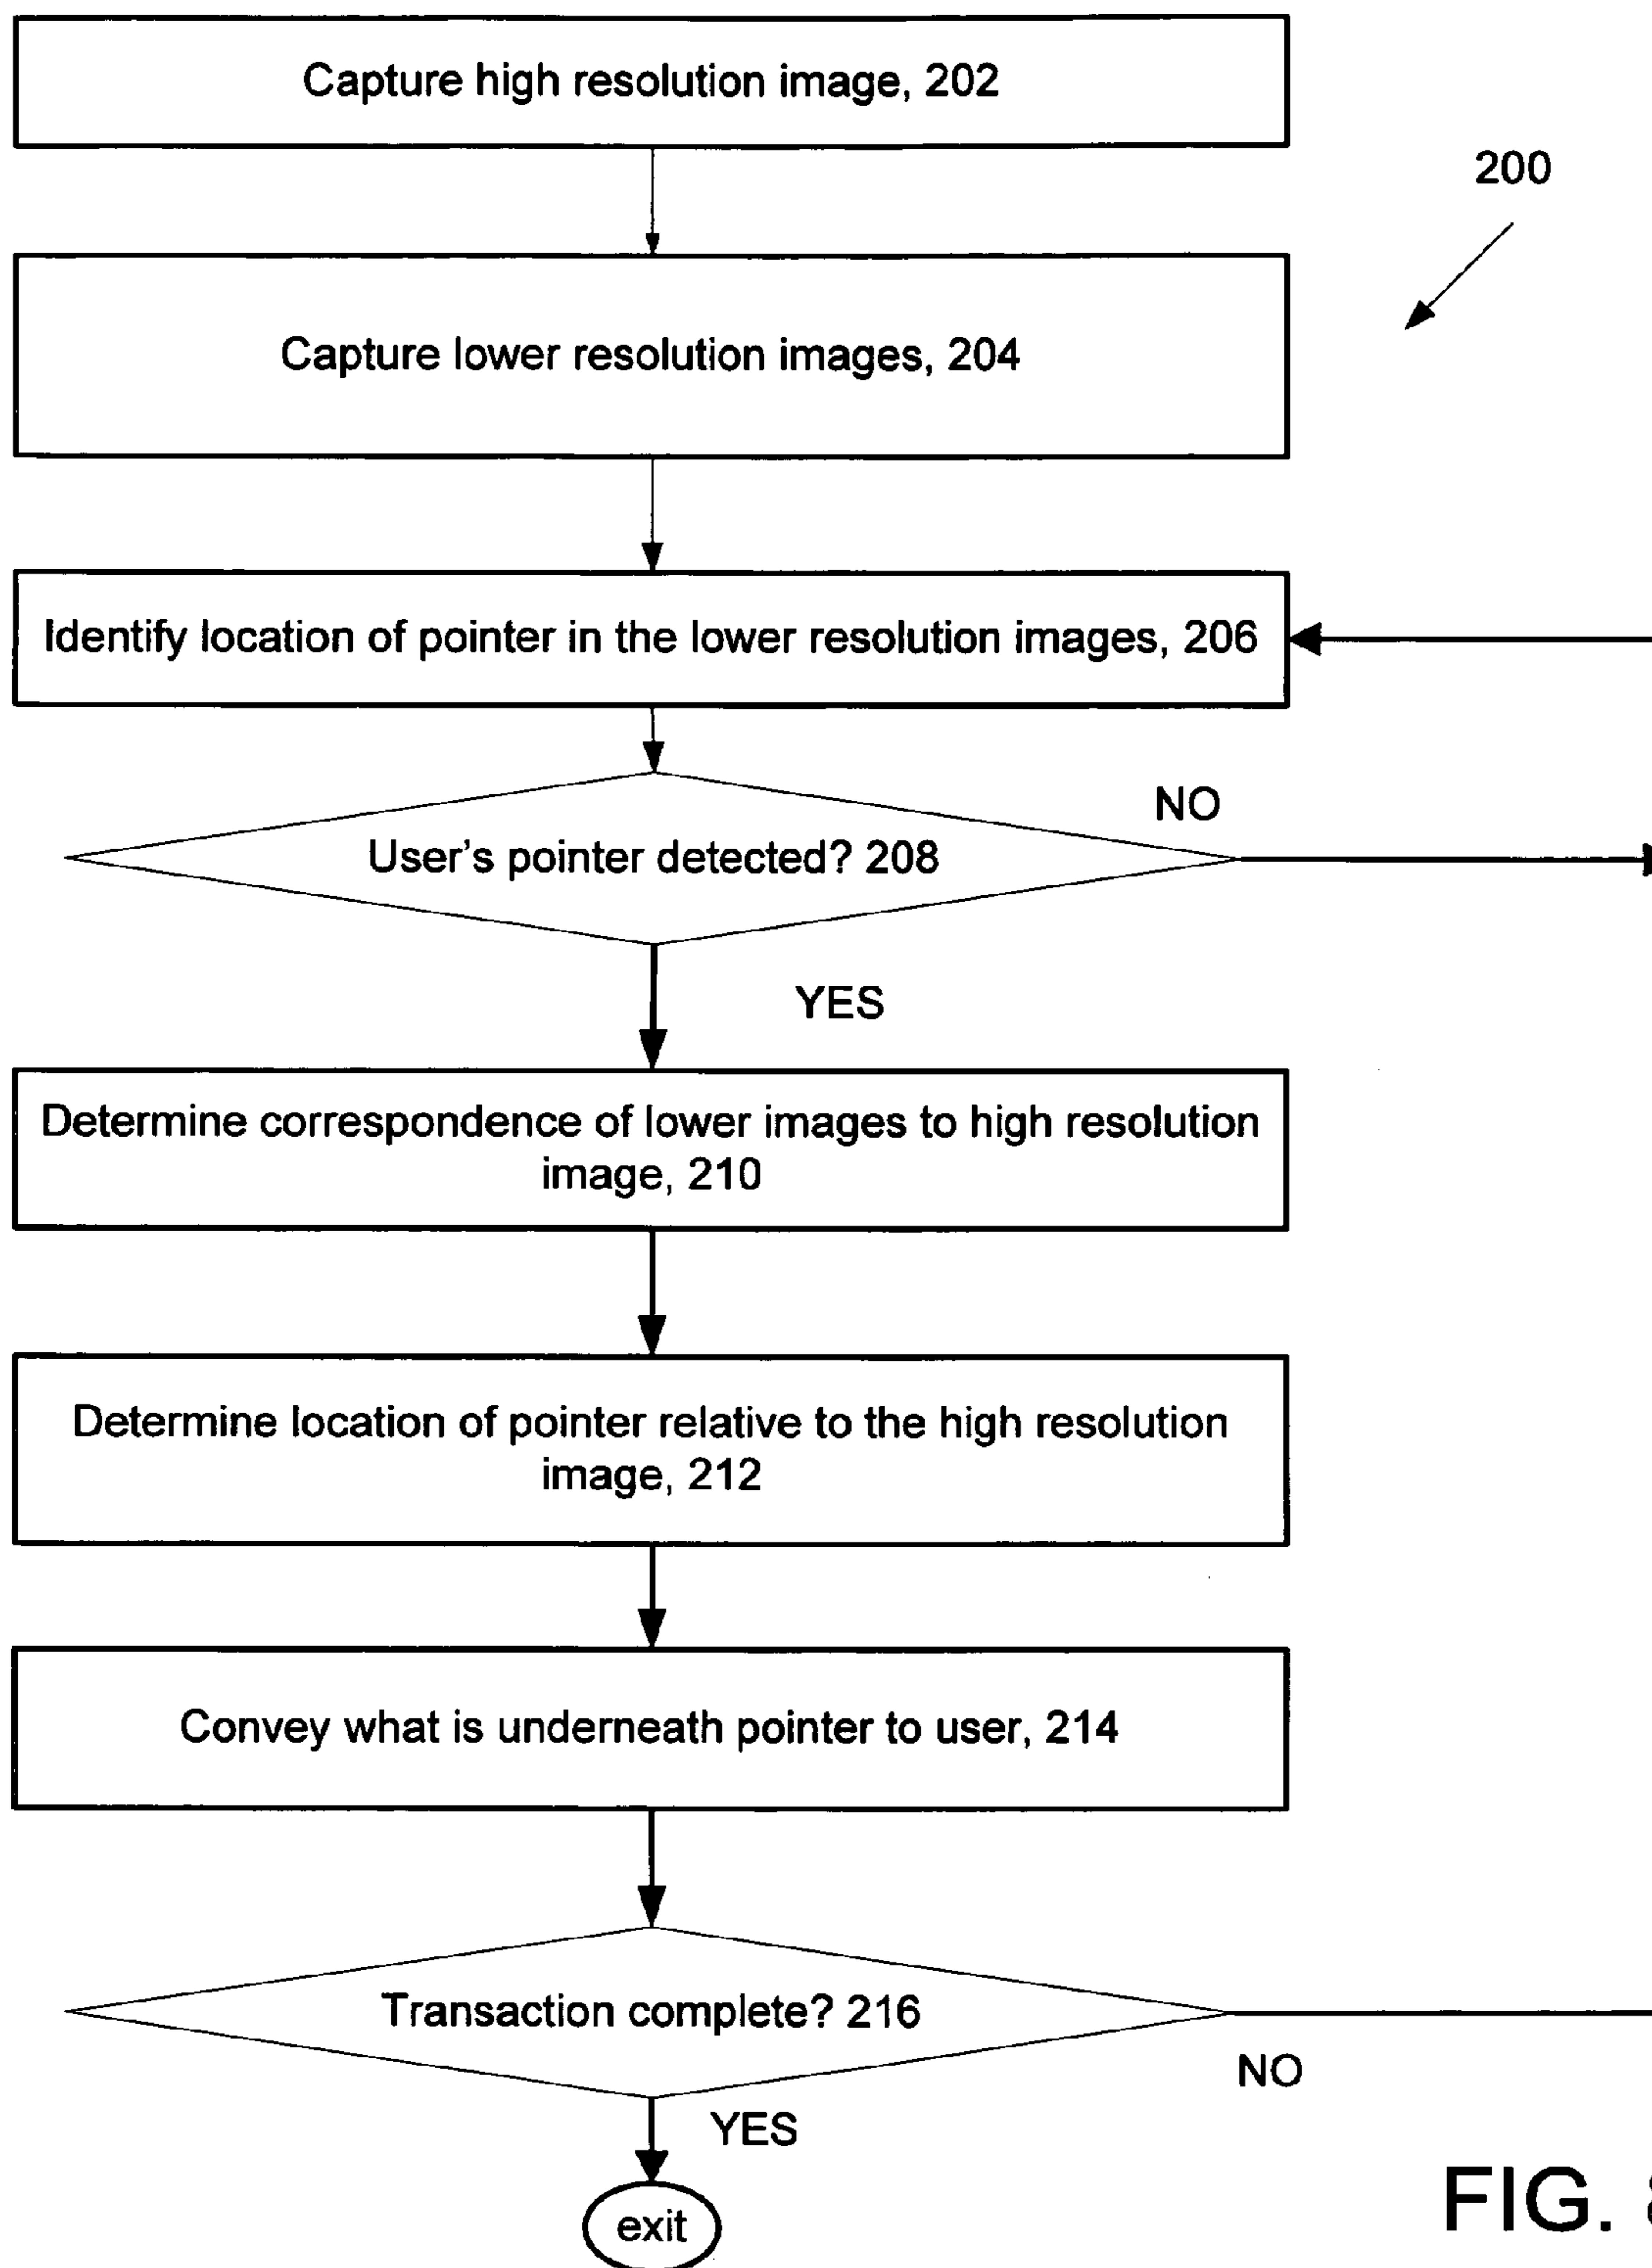 Capture high resolution image, 202
200
Capture lower resolution images, 204
Identify location of pointer in the lower resolution images, 206
NO
User's pointer detected? 208
YES
Determine correspondence of lower images to high resolution
image, 210
Determine location of pointer relative to the high resolution
image, 212
Convey what is underneath pointer to user, 214
Transaction complete? 216
NO
YES
exit
FIG.